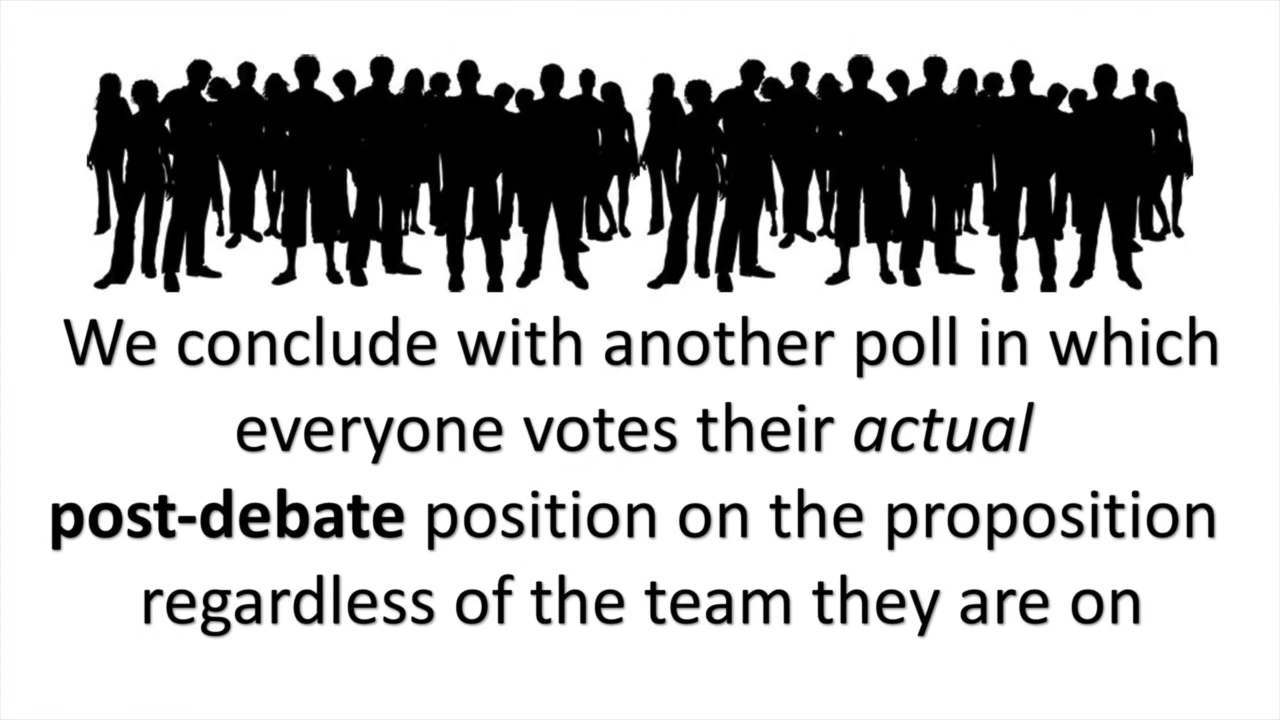 We conclude with another poll in which
everyone votes their actual
post-debate position on the proposition
regardless of the team they are on